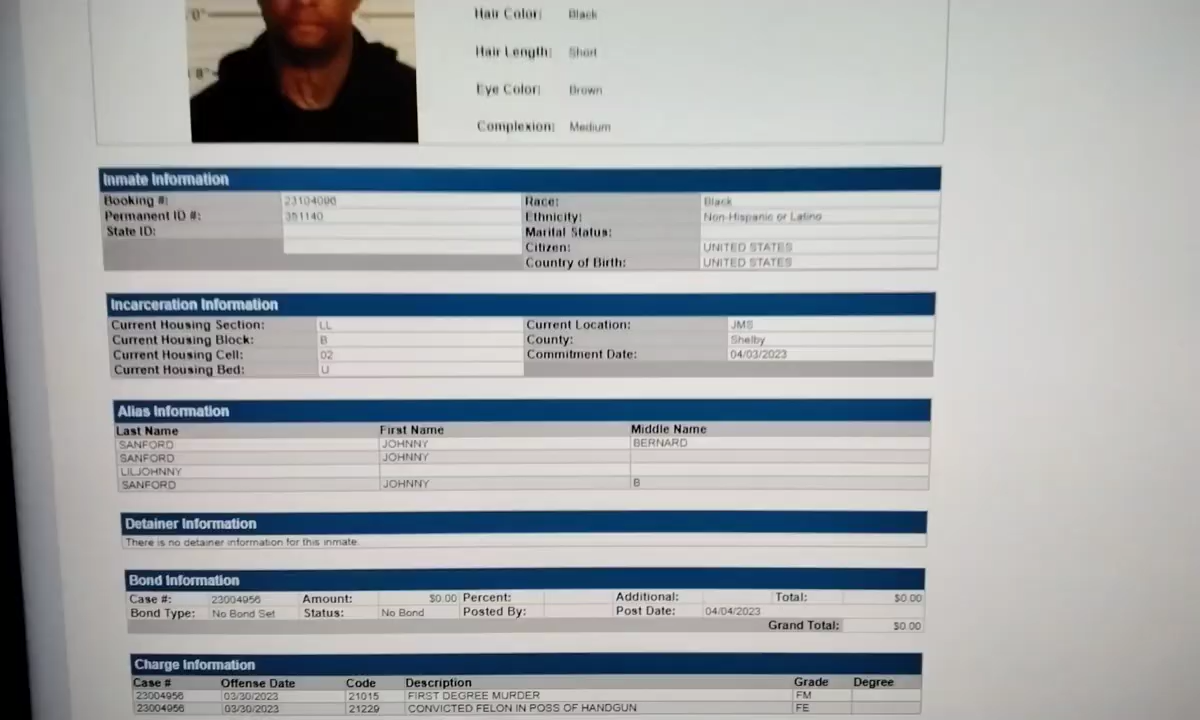 0"
Hair Color: Black
Hair Length: Short
8"
Eye Color: Brown
Complexion: Medium
Inmate Information
Booking #: 23104096 Race: Black
Permanent ID #: 351140 Ethnicity: Non-Hispanic or Latino
State ID: Marital Status:
Citizen: UNITED STATES
Country of Birth: UNITED STATES
Incarceration Information
Current Housing Section: LL Current Location: JMS
Current Housing Block: B County: Shelby
Current Housing Cell: 02 Commitment Date: 04/03/2023
Current Housing Bed: U
Alias Information
Last Name First Name Middle Name
SANFORD JOHNNY BERNARD
SANFORD JOHNNY
LILJOHNNY
SANFORD JOHNNY B
Detainer Information
There is no detainer information for this inmate.
Bond Information
Case #: 23004956 Amount: $0.00 Percent: Additional: Total: $0.00
Bond Type: No Bond Set Status: No Bond Posted By: Post Date: 04/04/2023
Grand Total: $0.00
Charge Information
Case # Offense Date Code Description Grade Degree
23004956 03/30/2023 21015 FIRST DEGREE MURDER FM
23004956 03/30/2023 21229 CONVICTED FELON IN POSS OF HANDGUN FE